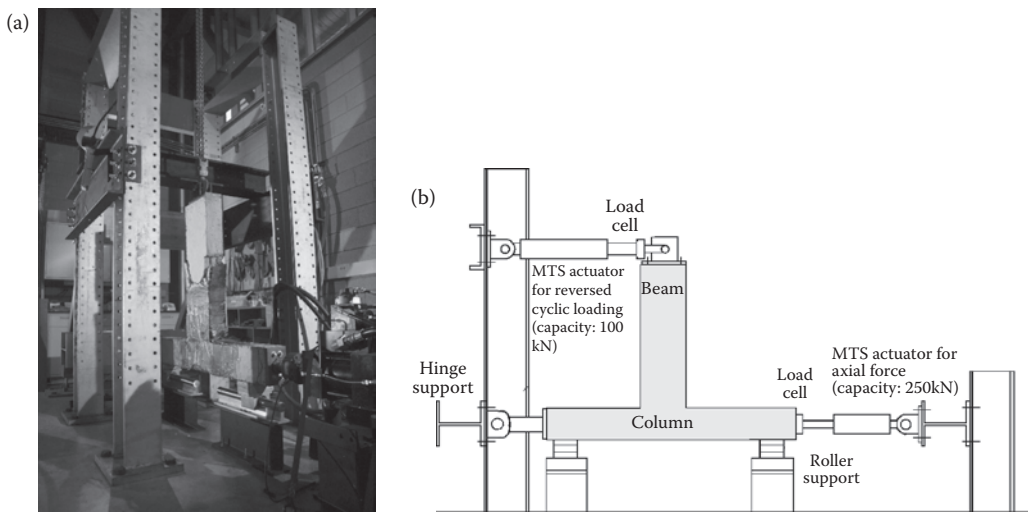 (a)
(b)
Load
cell
MTS actuator
for reversed
cyclic loading
(capacity: 100
kN)
Beam
Hinge
support
Column
Load
cell
MTS actuator for
axial force
(capacity: 250kN)
Roller
support